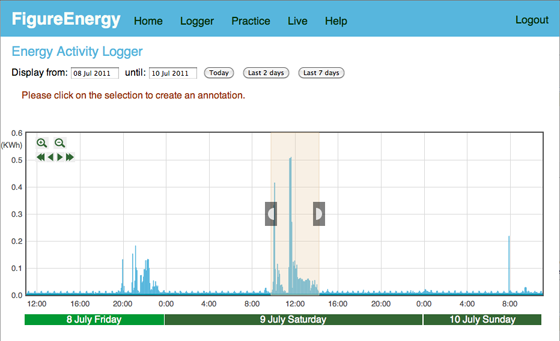 FigureEnergy Home Logger Practice Live Help Logout
Energy Activity Logger
Display from: 08 Jul 2011 until: 10 Jul 2011 Today Last 2 days Last 7 days
Please click on the selection to create an annotation.
0.6
(KWh)
0.5
0.4
0.3
0.2
0.1
0.0
12:00 16:00 20:00 0:00 4:00 8:00 12:00 16:00 20:00 0:00 4:00 8:00
8 July Friday 9 July Saturday 10 July Sunday